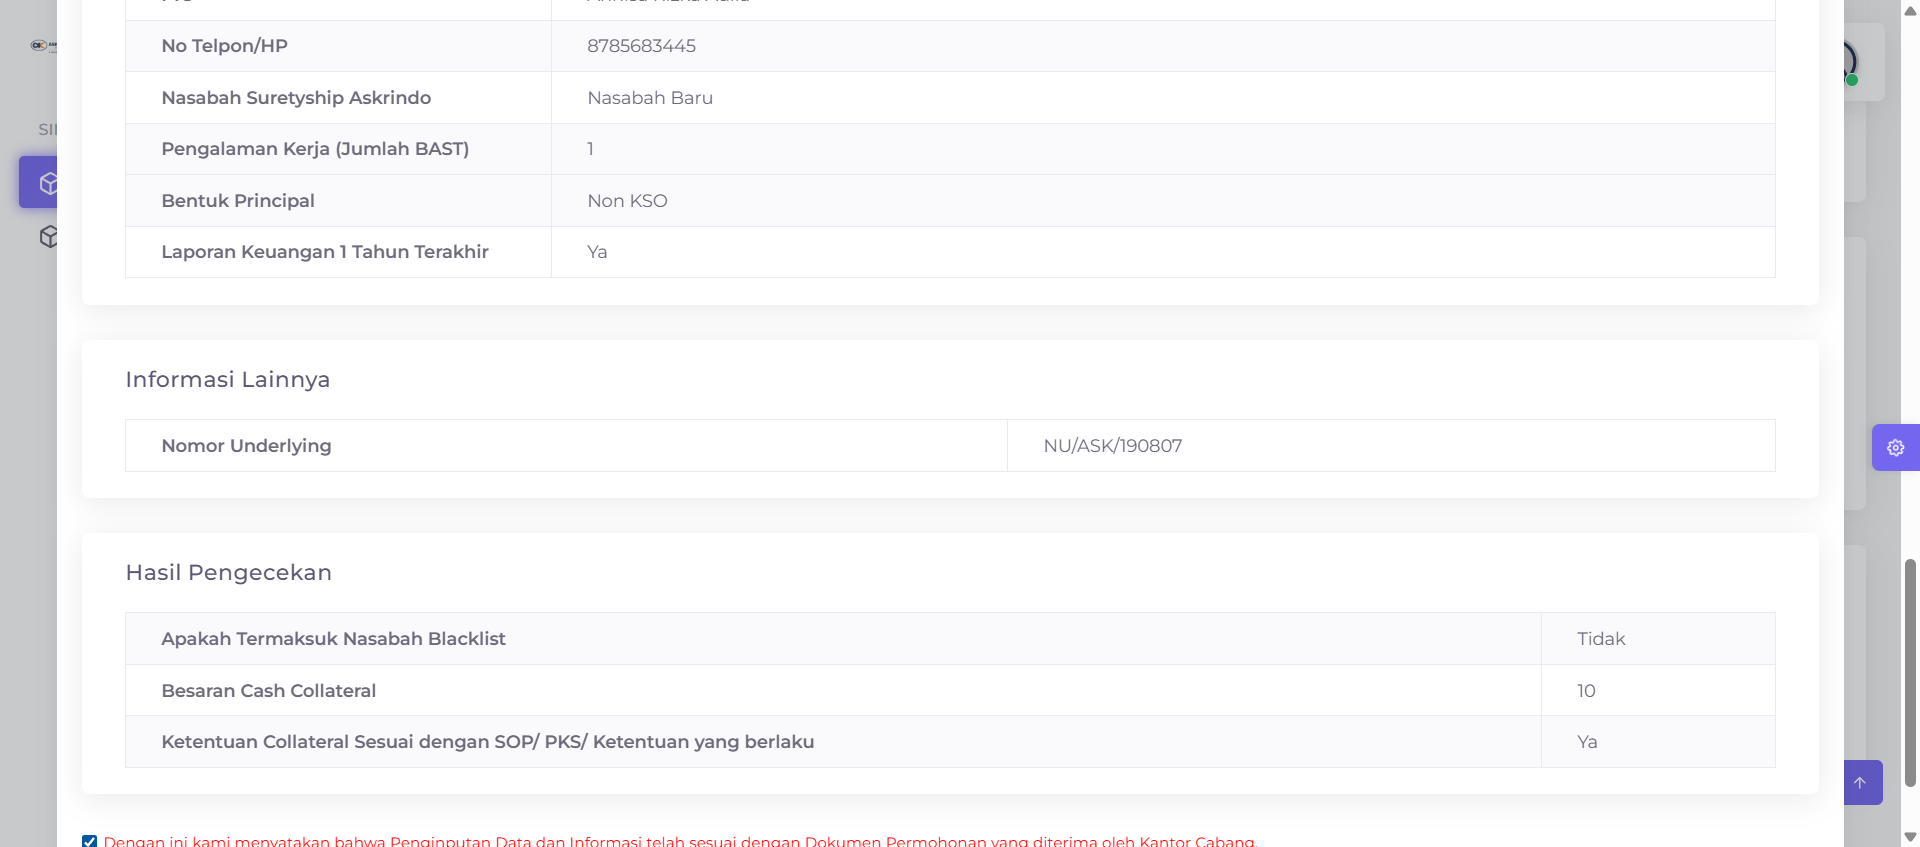 No Telpon/HP 8785683445
Nasabah Suretyship Askrindo Nasabah Baru
Pengalaman Kerja (Jumlah BAST) 1
Bentuk Principal Non KSO
Laporan Keuangan 1 Tahun Terakhir Ya
Informasi Lainnya
Nomor Underlying NU/ASK/190807
Hasil Pengecekan
Apakah Termaksuk Nasabah Blacklist Tidak
Besaran Cash Collateral 10
Ketentuan Collateral Sesuai dengan SOP/ PKS/ Ketentuan yang berlaku Ya
Dengan ini kami menyatakan bahwa Penginputan Data dan Informasi telah sesuai dengan Dokumen Permohonan yang diterima oleh Kantor Cabang.